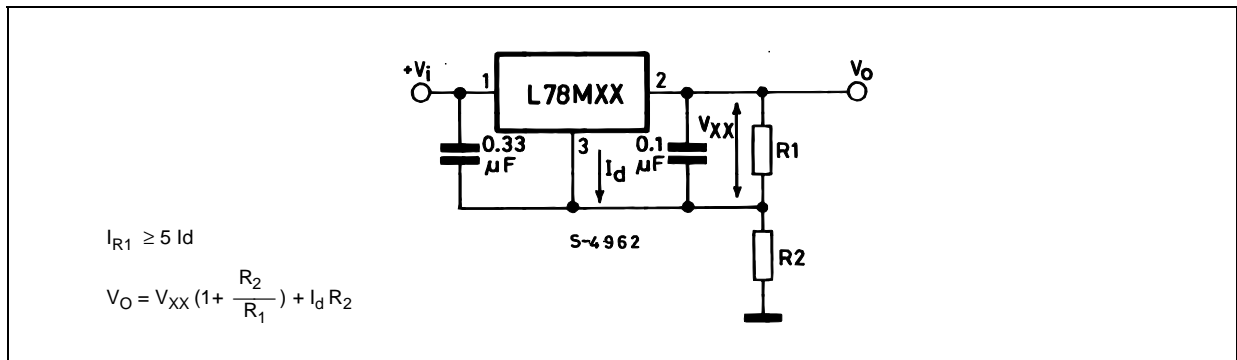 +Vi
1
L78MXX
2
Vo
0.33
μF
3
Id
0.1
μF
VXX
R1
S-4962
R2
IR1 ≥ 5 Id
VO = VXX (1+ R2/R1) + Id R2